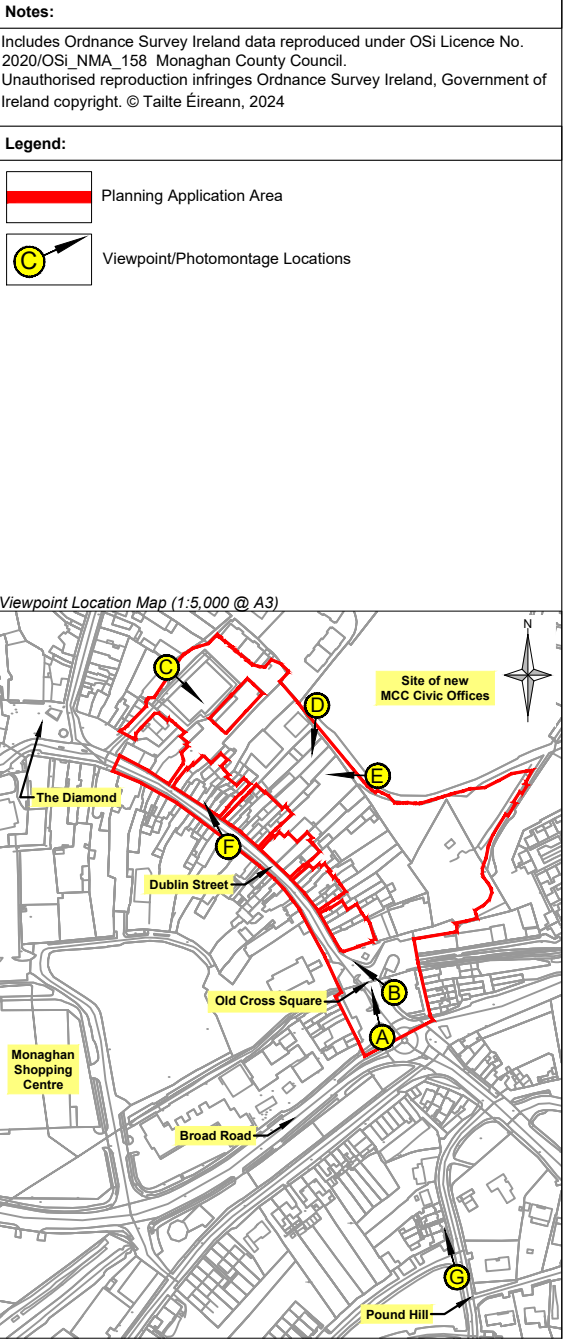 Notes:
Includes Ordnance Survey Ireland data reproduced under OSi Licence No.
2020/OSi_NMA_158 Monaghan County Council.
Unauthorised reproduction infringes Ordnance Survey Ireland, Government of
Ireland copyright. © Tailte Éireann, 2024
Legend:
Planning Application Area
C
Viewpoint/Photomontage Locations
Viewpoint Location Map (1:5,000 @ A3)
N
C
Site of new
MCC Civic Offices
D
E
The Diamond
F
Dublin Street
B
Old Cross Square
A
Monaghan
Shopping
Centre
Broad Road
G
Pound Hill